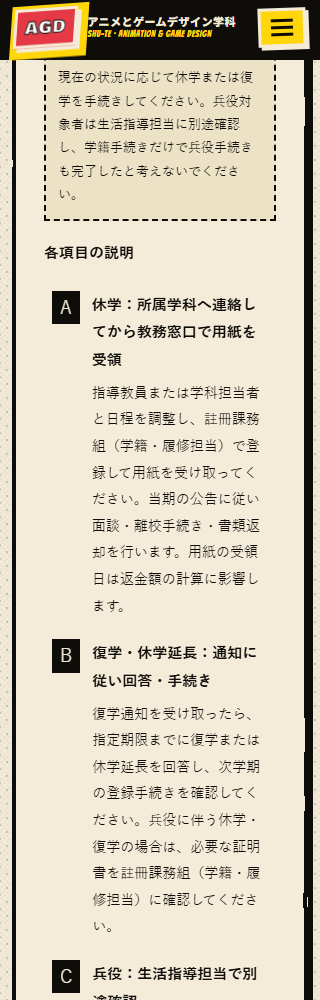 AGD
アニメとゲームデザイン学科
SHU-TE · ANIMATION & GAME DESIGN
現在の状況に応じて休学または復
学を手続きしてください。兵役対
象者は生活指導担当に別途確認
し、学籍手続きだけで兵役手続き
も完了したと考えないでくださ
い。
各項目の説明
A
休学：所属学科へ連絡し
てから教務窓口で用紙を
受領
指導教員または学科担当者
と日程を調整し、註冊課務
組（学籍・履修担当）で登
録して用紙を受け取ってく
ださい。当期の公告に従い
面談・離校手続き・書類返
却を行います。用紙の受領
日は返金額の計算に影響し
ます。
B
復学・休学延長：通知に
従い回答・手続き
復学通知を受け取ったら、
指定期限までに復学または
休学延長を回答し、次学期
の登録手続きを確認してく
ださい。兵役に伴う休学・
復学の場合は、必要な証明
書を註冊課務組（学籍・履
修担当）に確認してくださ
い。
C
兵役：生活指導担当で別
途確認